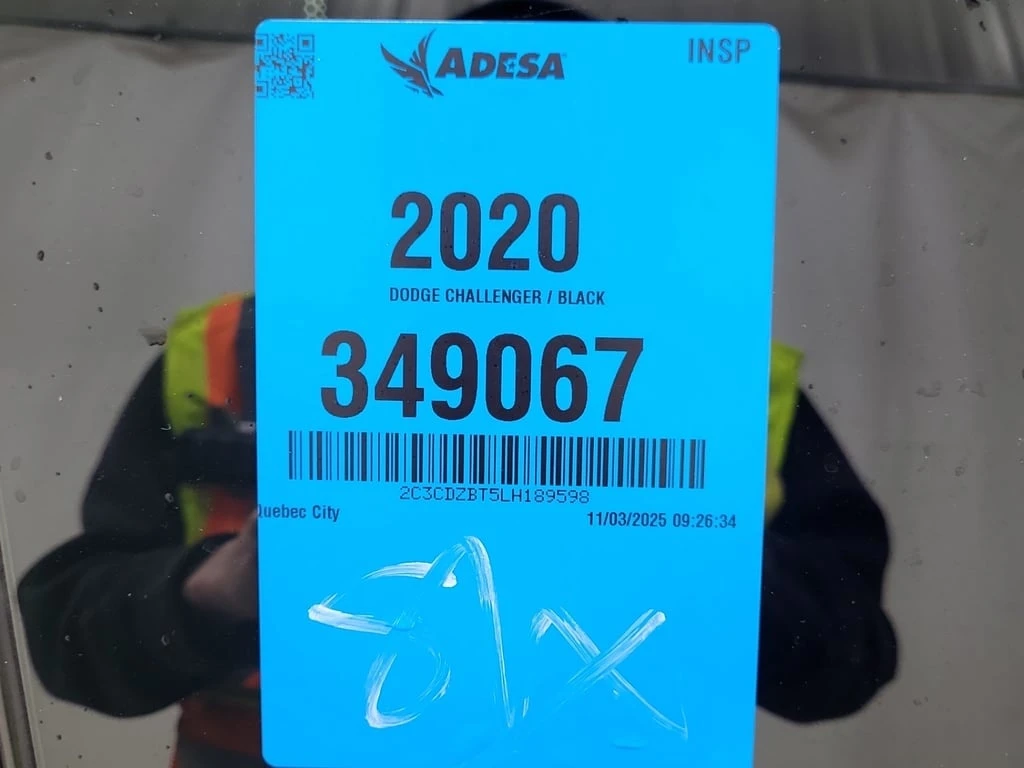 ADESA
INSP
2020
DODGE CHALLENGER / BLACK
349067
2C3CDZBT5LH189598
Quebec City
11/03/2025 09:26:34